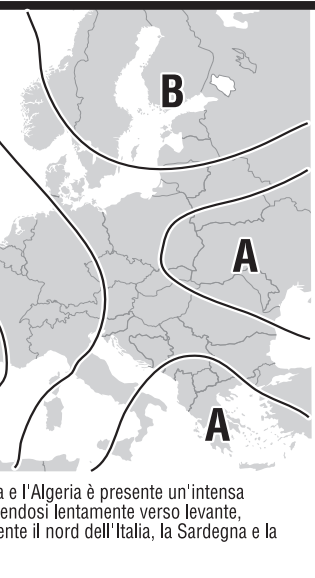 B
A
A
a e l'Algeria è presente un'intensa
endosi lentamente verso levante,
ente il nord dell'Italia, la Sardegna e la